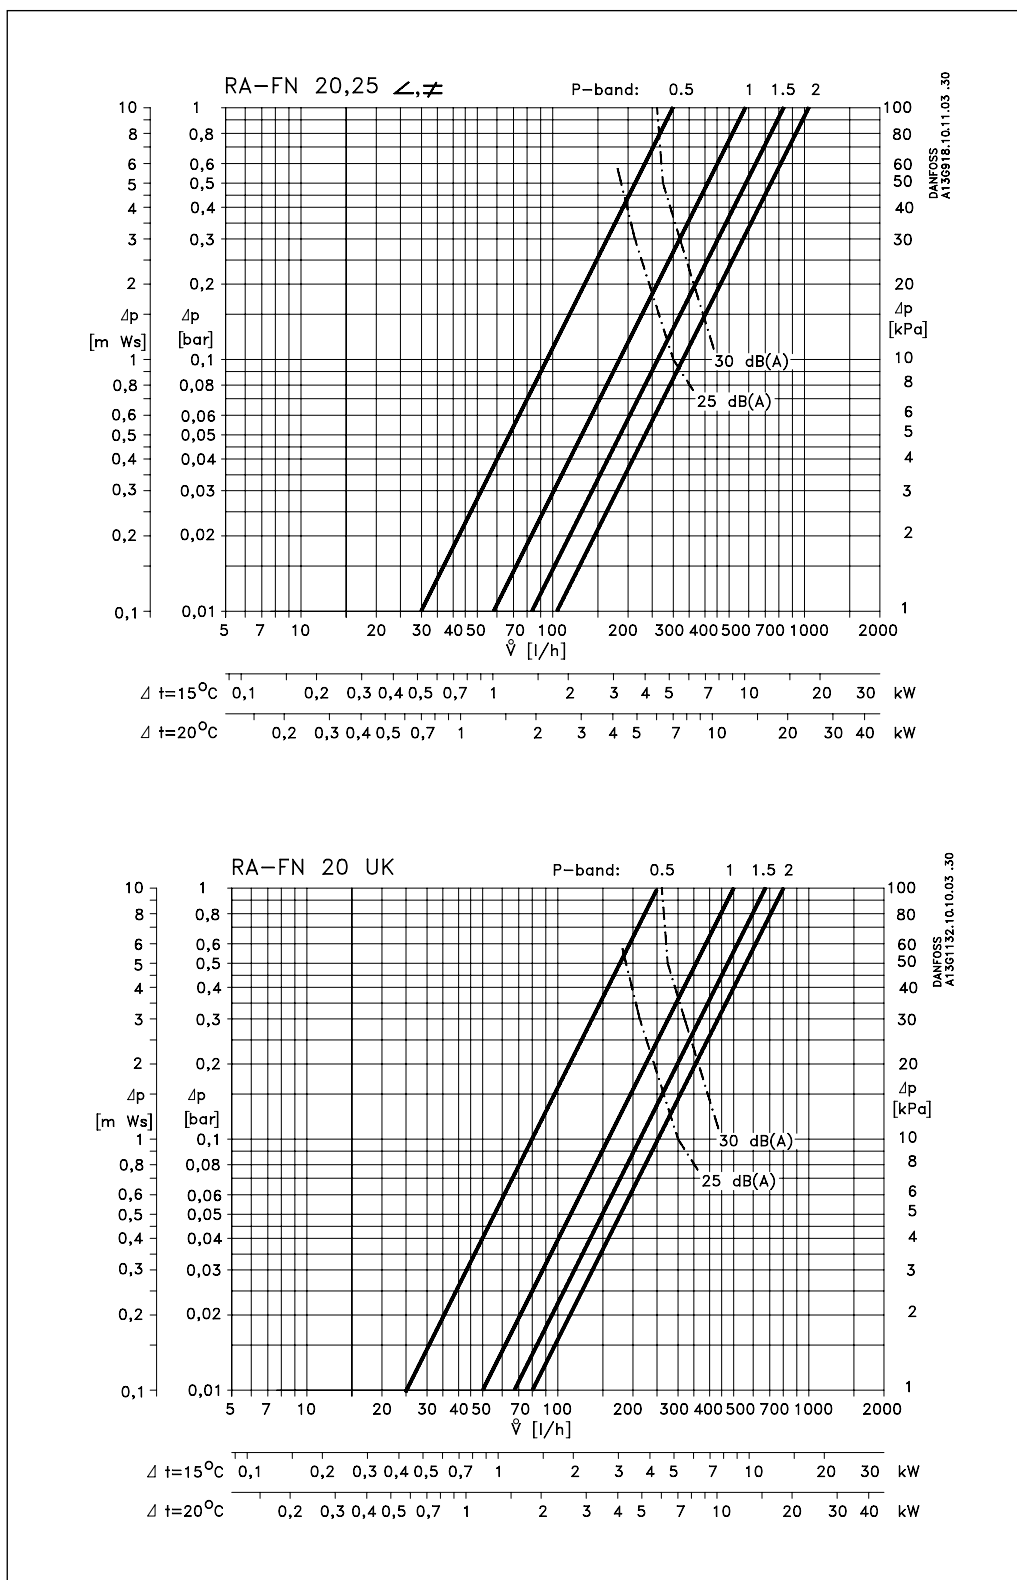 RA-FN 20,25 ∠,≠ P-band: 0.5 1 1.5 2
DANFOSS
A13G918.10.11.03 .30
10 1 100
8 0,8 80
6 0,6 60
5 0,5 50
4 0,4 40
3 0,3 30
2 0,2 20
Δp Δp Δp
[m Ws] [bar] [kPa]
1 0,1 10
30 dB(A)
0,8 0,08 8
25 dB(A)
0,6 0,06 6
0,5 0,05 5
0,4 0,04 4
0,3 0,03 3
0,2 0,02 2
0,1 0,01 1
5 7 10 20 30 40 50 70 100 200 300 400 500 700 1000 2000
V̊ [l/h]
Δ t=15°C 0,1 0,2 0,3 0,4 0,5 0,7 1 2 3 4 5 7 10 20 30 kW
Δ t=20°C 0,2 0,3 0,4 0,5 0,7 1 2 3 4 5 7 10 20 30 40 kW
RA-FN 20 UK P-band: 0.5 1 1.5 2
DANFOSS
A13G1132.10.10.03 .30
10 1 100
8 0,8 80
6 0,6 60
5 0,5 50
4 0,4 40
3 0,3 30
2 0,2 20
Δp Δp Δp
[m Ws] [bar] [kPa]
1 0,1 10
30 dB(A)
0,8 0,08 8
25 dB(A)
0,6 0,06 6
0,5 0,05 5
0,4 0,04 4
0,3 0,03 3
0,2 0,02 2
0,1 0,01 1
5 7 10 20 30 40 50 70 100 200 300 400 500 700 1000 2000
V̊ [l/h]
Δ t=15°C 0,1 0,2 0,3 0,4 0,5 0,7 1 2 3 4 5 7 10 20 30 kW
Δ t=20°C 0,2 0,3 0,4 0,5 0,7 1 2 3 4 5 7 10 20 30 40 kW